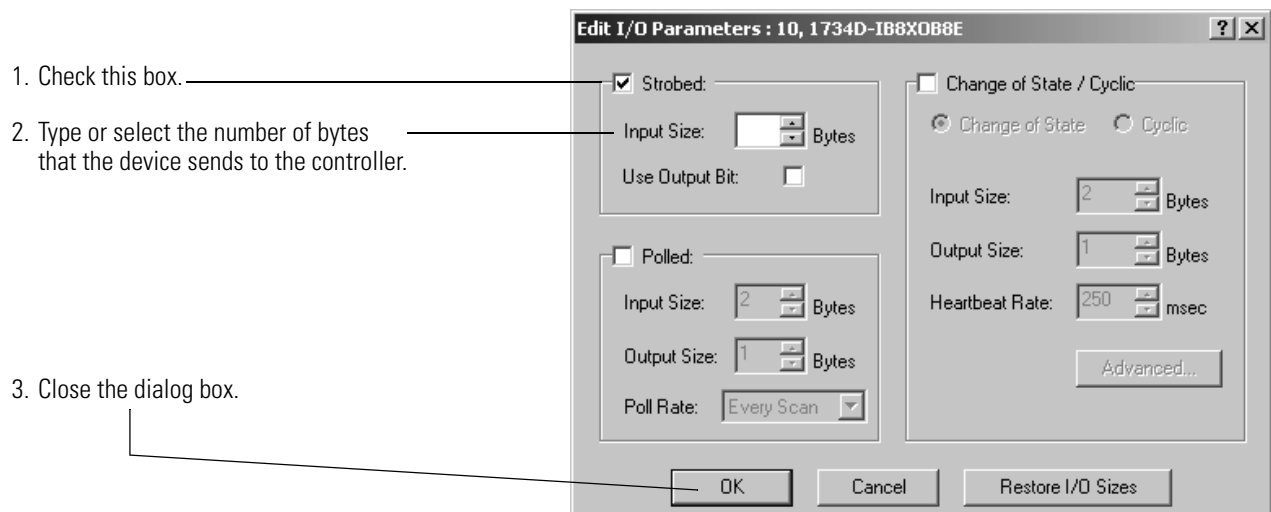 Edit I/O Parameters : 10, 1734D-IB8XOB8E
1. Check this box.
2. Type or select the number of bytes
that the device sends to the controller.
3. Close the dialog box.
Strobed:
Input Size: Bytes
Use Output Bit:
Polled:
Input Size: 2 Bytes
Output Size: 1 Bytes
Poll Rate: Every Scan
Change of State / Cyclic
Change of State Cyclic
Input Size: 2 Bytes
Output Size: 1 Bytes
Heartbeat Rate: 250 msec
Advanced...
OK Cancel Restore I/O Sizes